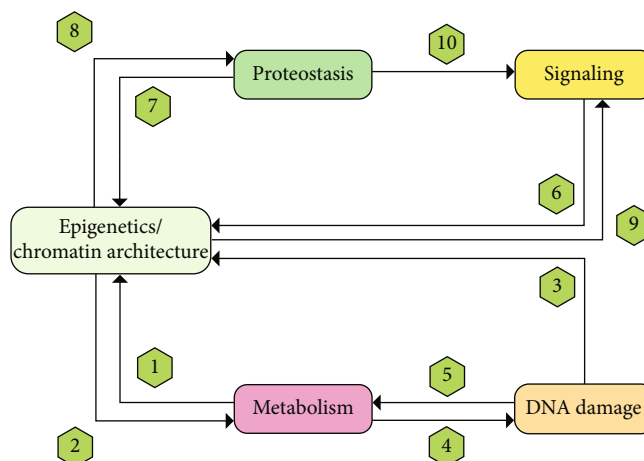 8
10
Proteostasis
Signaling
7
6
9
Epigenetics/
chromatin architecture
3
1
5
Metabolism
DNA damage
2
4